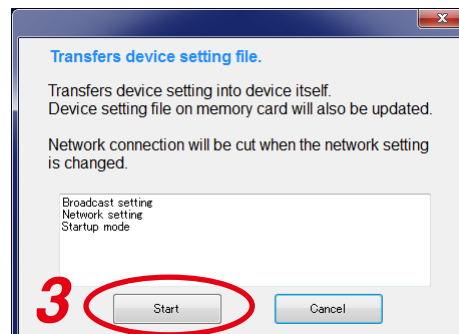 Transfers device setting file.
Transfers device setting into device itself.
Device setting file on memory card will also be updated.
Network connection will be cut when the network setting
is changed.
Broadcast setting
Network setting
Startup mode
3
Start
Cancel